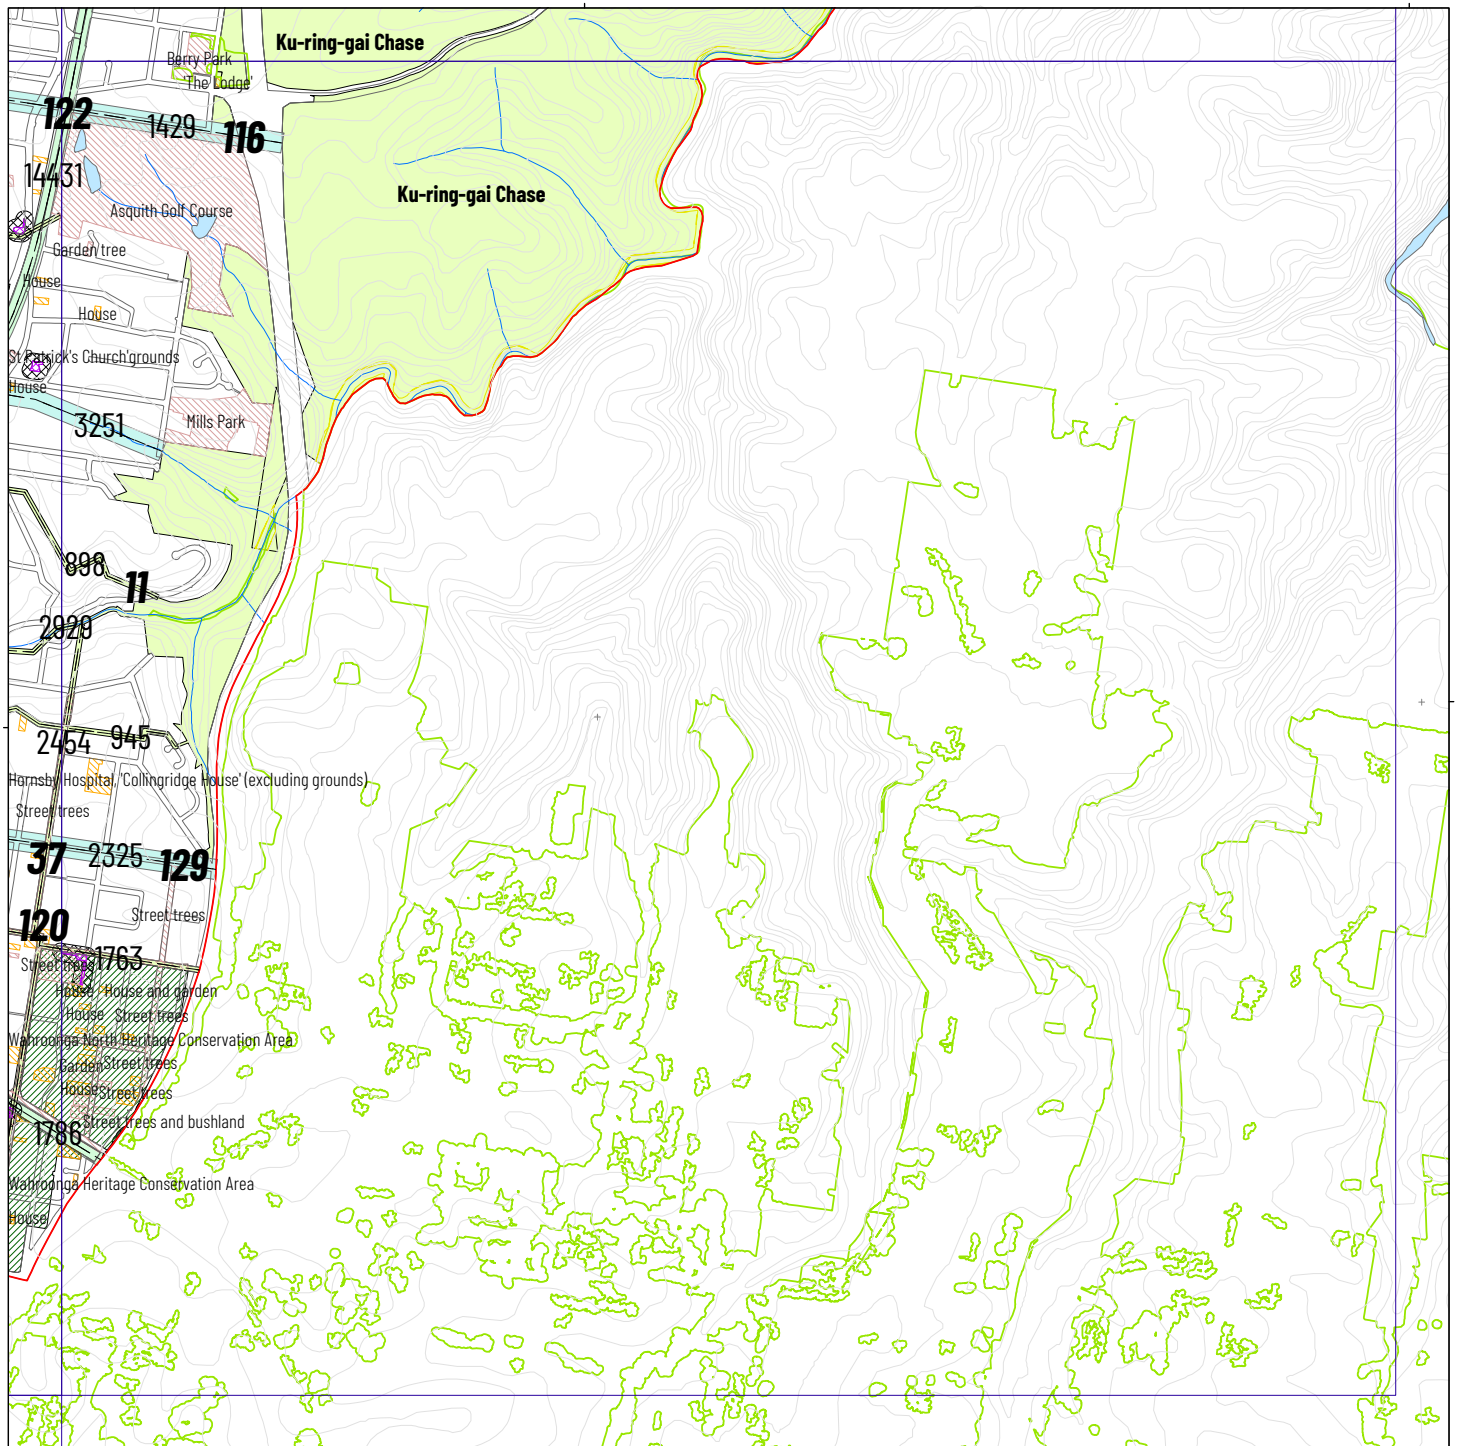 Ku-ring-gai Chase
Berry Park
'The Lodge'
122
1429
116
14431
Ku-ring-gai Chase
Asquith Golf Course
Garden tree
House
House
St Patrick's Church'grounds
House
3251
Mills Park
898
11
2929
2454
945
Hornsby Hospital, 'Collingridge House' (excluding grounds)
Street trees
37
2325
129
120
Street trees
1763
Street trees
House
House and garden
House
Street trees
Wahroonga North Heritage Conservation Area
Garden
Street trees
House
Street trees
Street trees and bushland
1786
Wahroonga Heritage Conservation Area
House